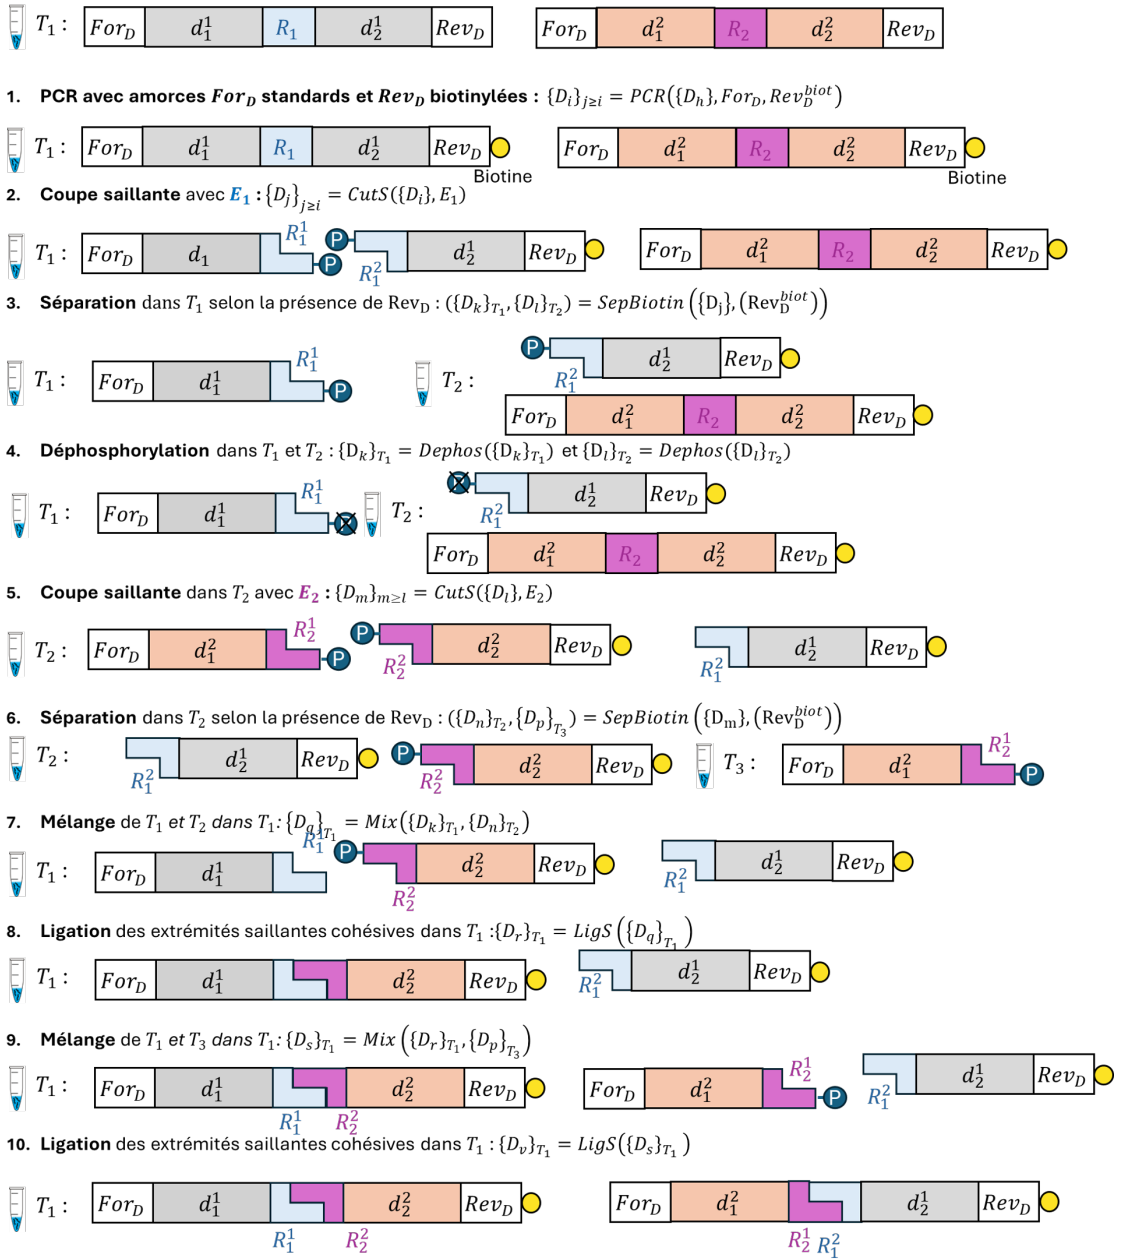 T₁ : For_D d₁¹ R₁ d₂¹ Rev_D For_D d₁² R₂ d₂² Rev_D
1. PCR avec amorces For_D standards et Rev_D biotinylées : {D_i}_{j≥i} = PCR({D_h}, For_D, Rev_D^{biot})
T₁ : For_D d₁¹ R₁ d₂¹ Rev_D For_D d₁² R₂ d₂² Rev_D
Biotine Biotine
2. Coupe saillante avec E₁ : {D_j}_{j≥i} = CutS({D_i}, E₁)
T₁ : For_D d₁ R₁¹ P P R₁² d₂¹ Rev_D For_D d₁² R₂ d₂² Rev_D
3. Séparation dans T₁ selon la présence de Rev_D : ({D_k}_{T₁}, {D_l}_{T₂}) = SepBiotin ({D_j}, (Rev_D^{biot}))
T₁ : For_D d₁¹ R₁¹ P T₂ : P R₁² d₂¹ Rev_D
For_D d₁² R₂ d₂² Rev_D
4. Déphosphorylation dans T₁ et T₂ : {D_k}_{T₁} = Dephos({D_k}_{T₁}) et {D_l}_{T₂} = Dephos({D_l}_{T₂})
T₁ : For_D d₁¹ R₁¹ P T₂ : P R₁² d₂¹ Rev_D
For_D d₁² R₂ d₂² Rev_D
5. Coupe saillante dans T₂ avec E₂ : {D_m}_{m≥l} = CutS({D_l}, E₂)
T₂ : For_D d₁² R₂¹ P P R₂² d₂² Rev_D R₁² d₂¹ Rev_D
6. Séparation dans T₂ selon la présence de Rev_D : ({D_n}_{T₂}, {D_p}_{T₃}) = SepBiotin ({D_m}, (Rev_D^{biot}))
T₂ : R₁² d₂¹ Rev_D P R₂² d₂² Rev_D T₃ : For_D d₁² R₂¹ P
7. Mélange de T₁ et T₂ dans T₁: {D_q}_{T₁} = Mix({D_k}_{T₁}, {D_n}_{T₂})
T₁ : For_D d₁¹ R₁¹ P R₂² d₂² Rev_D R₁² d₂¹ Rev_D
8. Ligation des extrémités saillantes cohésives dans T₁ :{D_r}_{T₁} = LigS ({D_q}_{T₁})
T₁ : For_D d₁¹ d₂² Rev_D R₁² d₂¹ Rev_D
9. Mélange de T₁ et T₃ dans T₁: {D_s}_{T₁} = Mix ({D_r}_{T₁}, {D_p}_{T₃})
T₁ : For_D d₁¹ R₁¹ R₂² d₂² Rev_D For_D d₁² R₂¹ P R₁² d₂¹ Rev_D
10. Ligation des extrémités saillantes cohésives dans T₁ : {D_v}_{T₁} = LigS({D_s}_{T₁})
T₁ : For_D d₁¹ d₂² Rev_D For_D d₁² d₂¹ Rev_D
R₁¹ R₂² R₂¹ R₁²